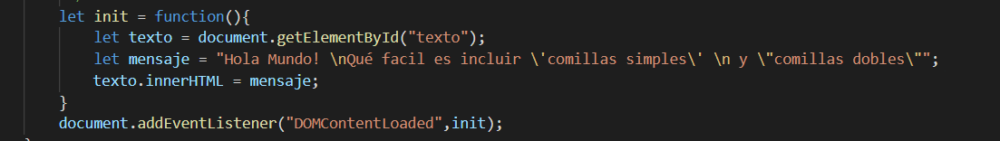 let init = function(){
let texto = document.getElementById("texto");
let mensaje = "Hola Mundo! \nQué facil es incluir \'comillas simples\' \n y \"comillas dobles\"";
texto.innerHTML = mensaje;
}
document.addEventListener("DOMContentLoaded",init);